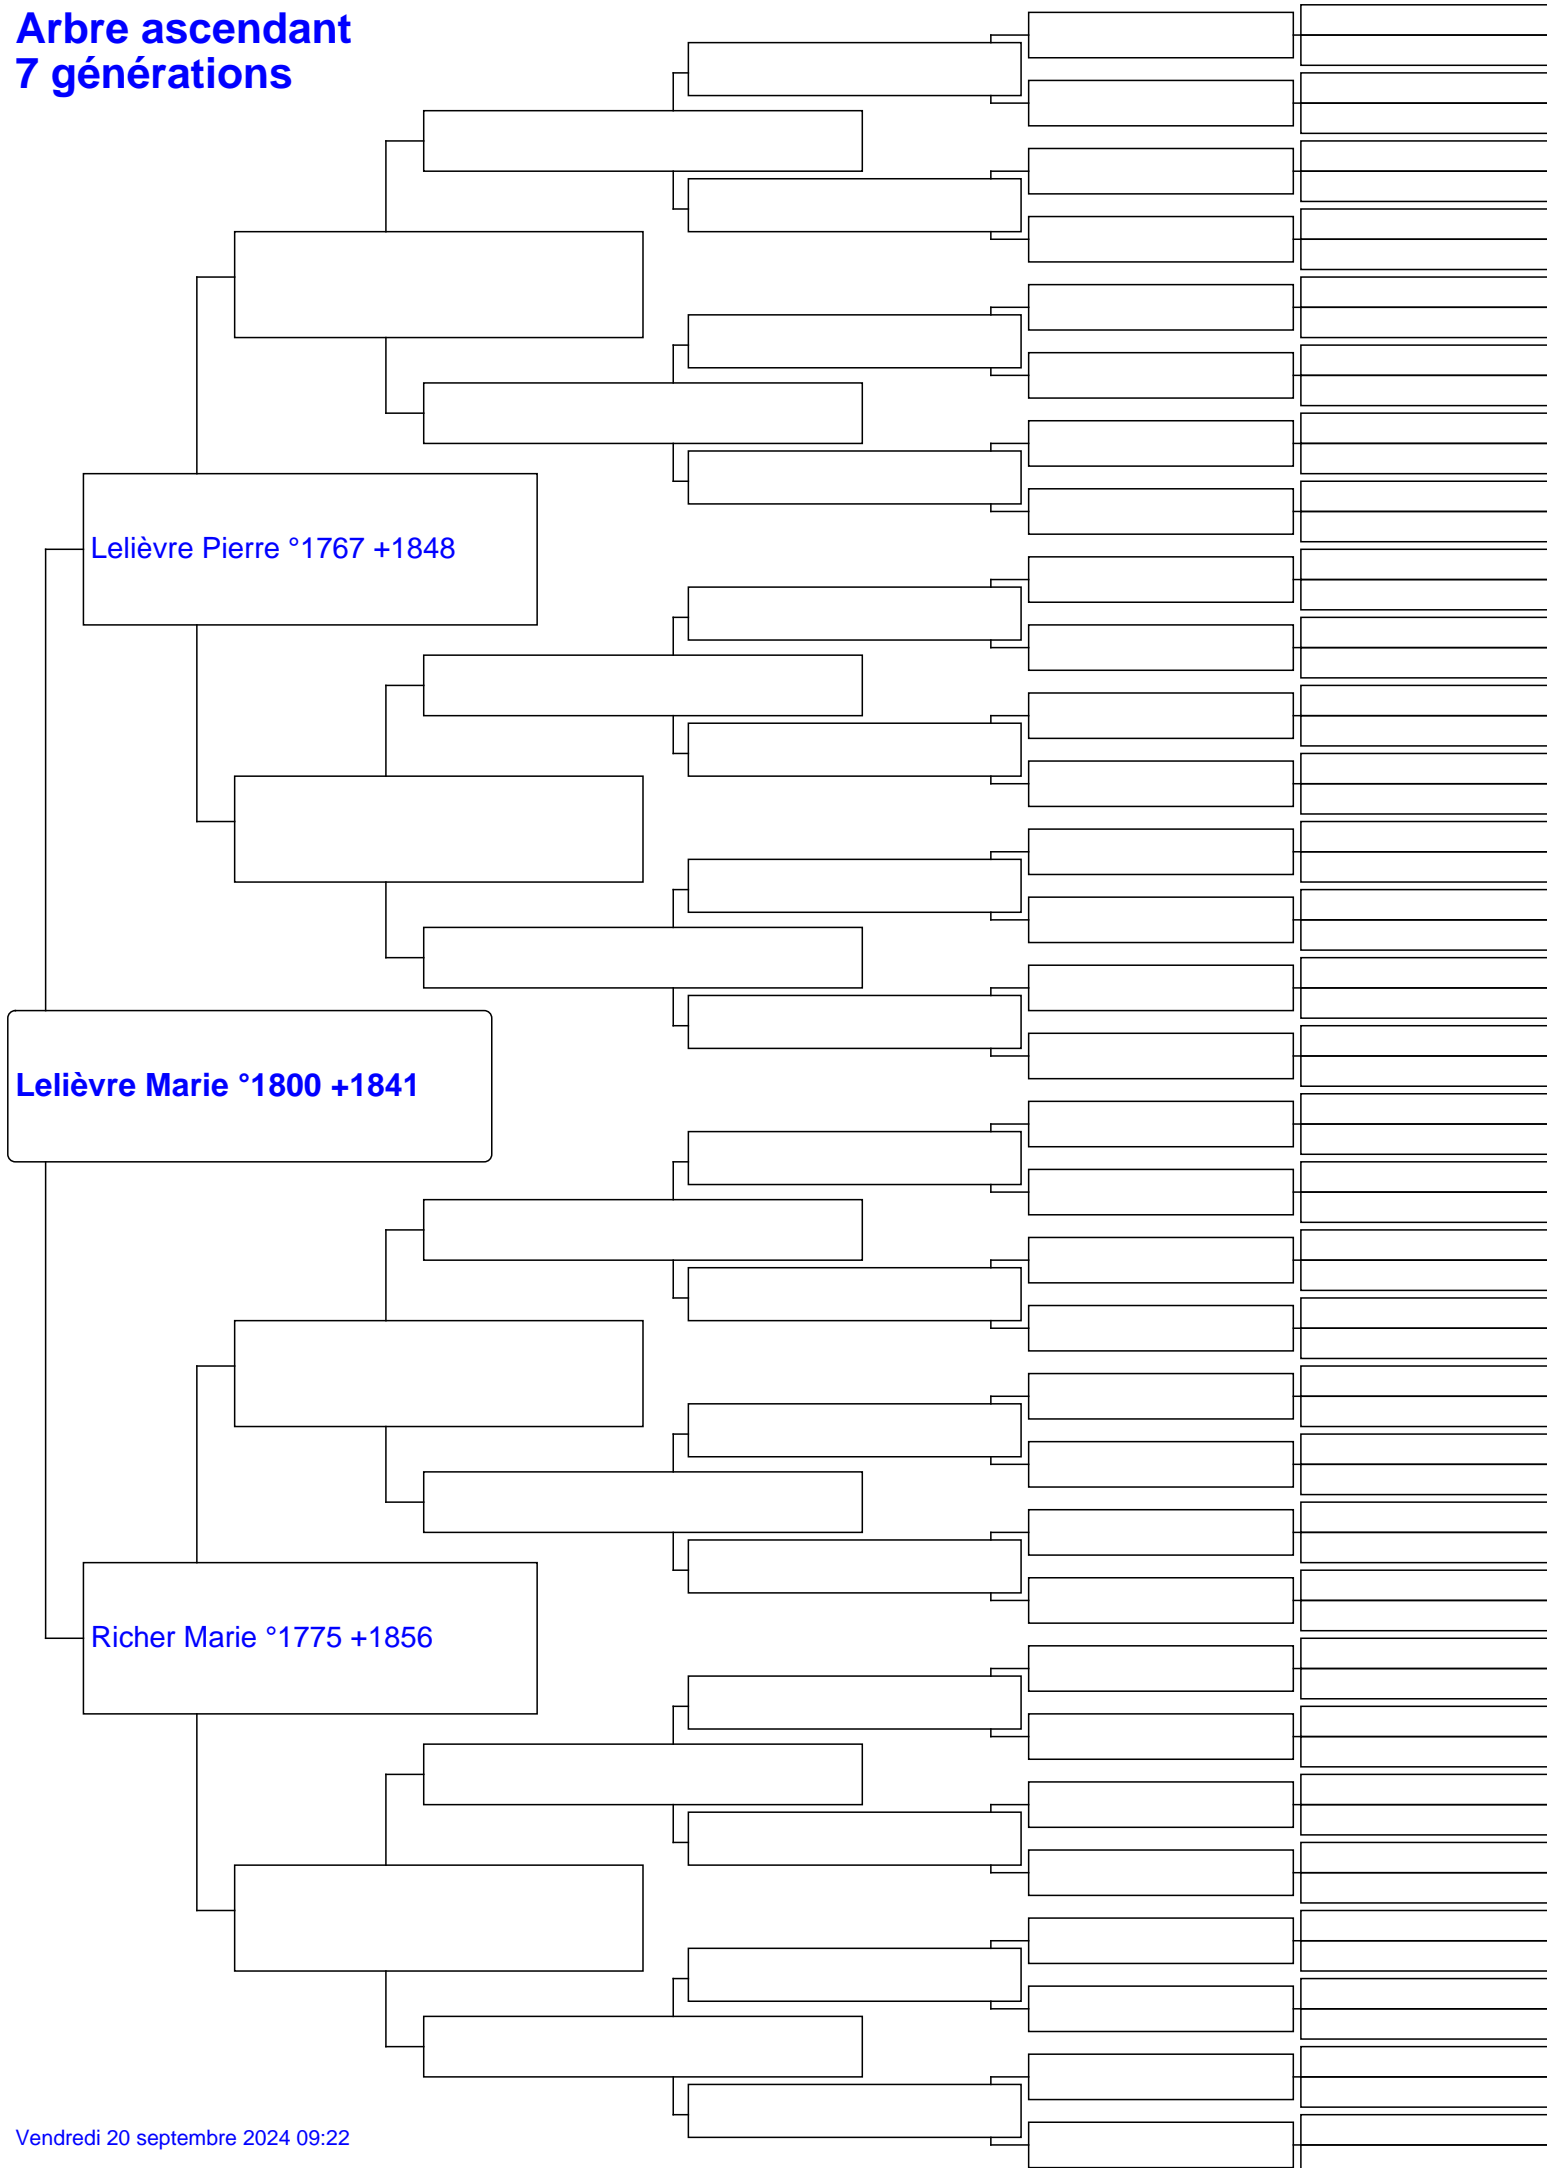 Arbre ascendant
7 générations
Lelièvre Pierre °1767 +1848
Lelièvre Marie °1800 +1841
Richer Marie °1775 +1856
Vendredi 20 septembre 2024 09:22